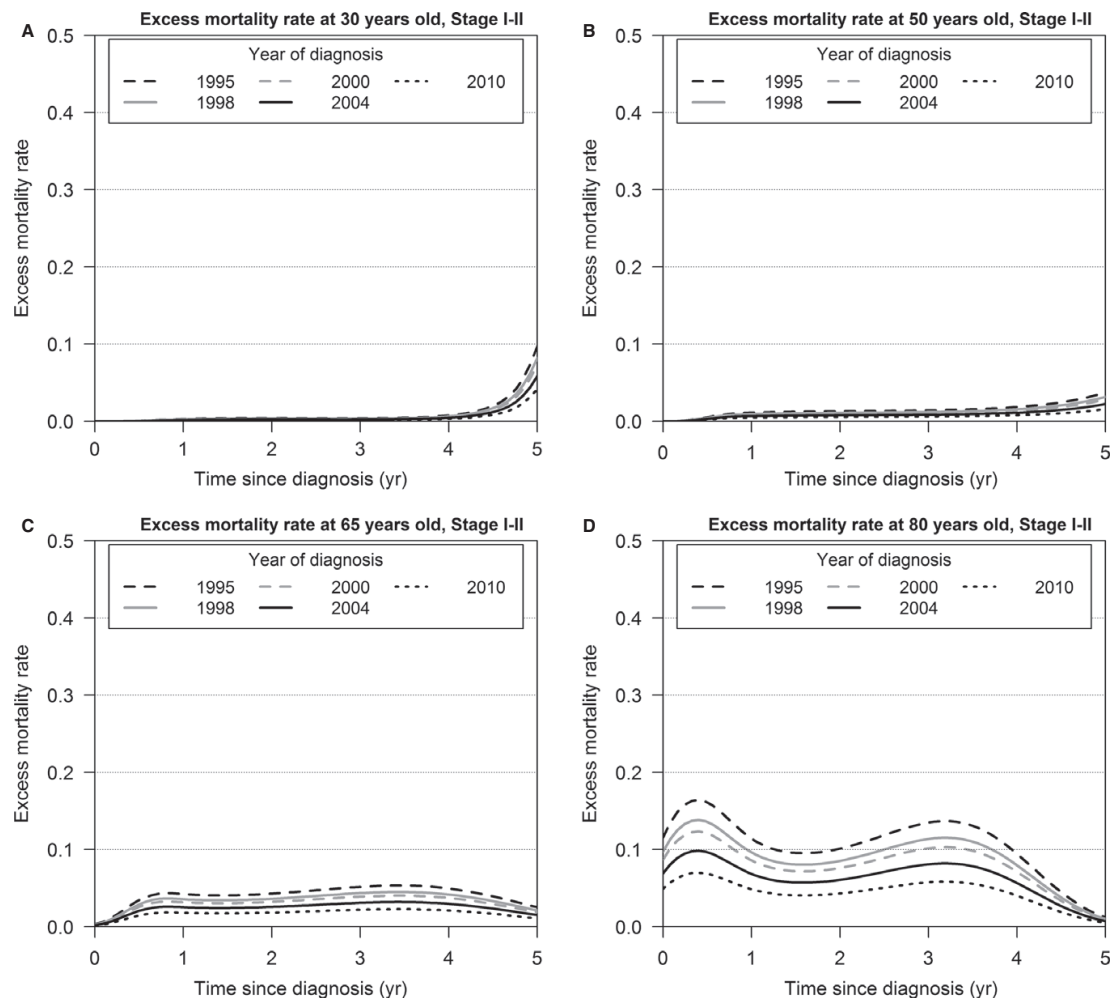 A
Excess mortality rate at 30 years old, Stage I-II
Year of diagnosis
1995 2000 2010
1998 2004
Excess mortality rate
0.5
0.4
0.3
0.2
0.1
0.0
0 1 2 3 4 5
Time since diagnosis (yr)
B
Excess mortality rate at 50 years old, Stage I-II
Year of diagnosis
1995 2000 2010
1998 2004
Excess mortality rate
0.5
0.4
0.3
0.2
0.1
0.0
0 1 2 3 4 5
Time since diagnosis (yr)
C
Excess mortality rate at 65 years old, Stage I-II
Year of diagnosis
1995 2000 2010
1998 2004
Excess mortality rate
0.5
0.4
0.3
0.2
0.1
0.0
0 1 2 3 4 5
Time since diagnosis (yr)
D
Excess mortality rate at 80 years old, Stage I-II
Year of diagnosis
1995 2000 2010
1998 2004
Excess mortality rate
0.5
0.4
0.3
0.2
0.1
0.0
0 1 2 3 4 5
Time since diagnosis (yr)